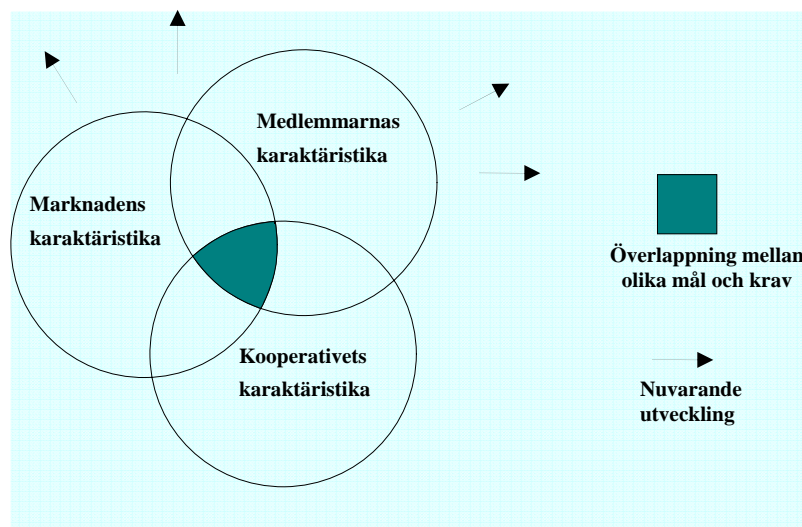 Medlemmarnas
karaktäristika
Marknadens
karaktäristika
Kooperativets
karaktäristika
Överlappning mellan
olika mål och krav
Nuvarande
utveckling